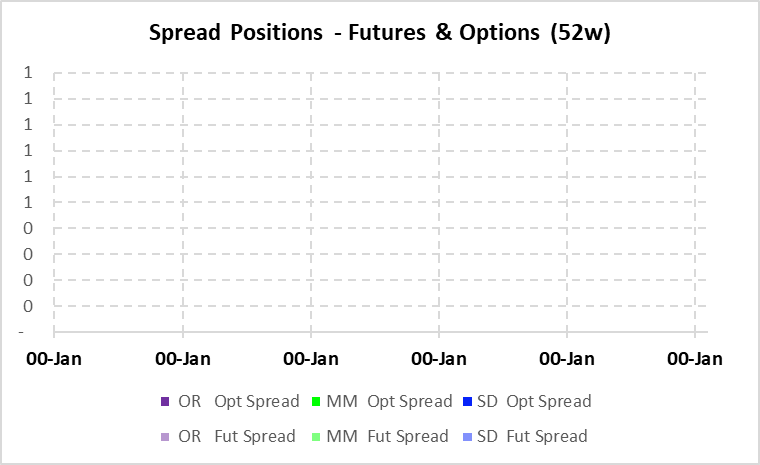 Spread Positions - Futures & Options (52w)
1
1
1
1
1
1
0
0
0
0
-
00-Jan 00-Jan 00-Jan 00-Jan 00-Jan 00-Jan
OR Opt Spread MM Opt Spread SD Opt Spread
OR Fut Spread MM Fut Spread SD Fut Spread